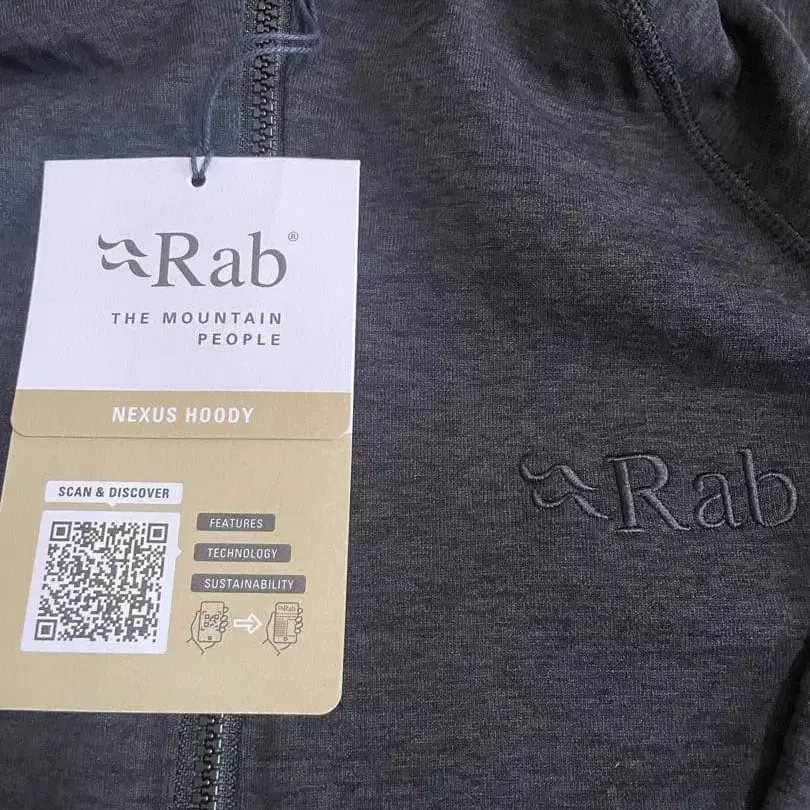 Rab®
THE MOUNTAIN
PEOPLE
NEXUS HOODY
SCAN & DISCOVER
FEATURES
TECHNOLOGY
SUSTAINABILITY
Rab
Rab